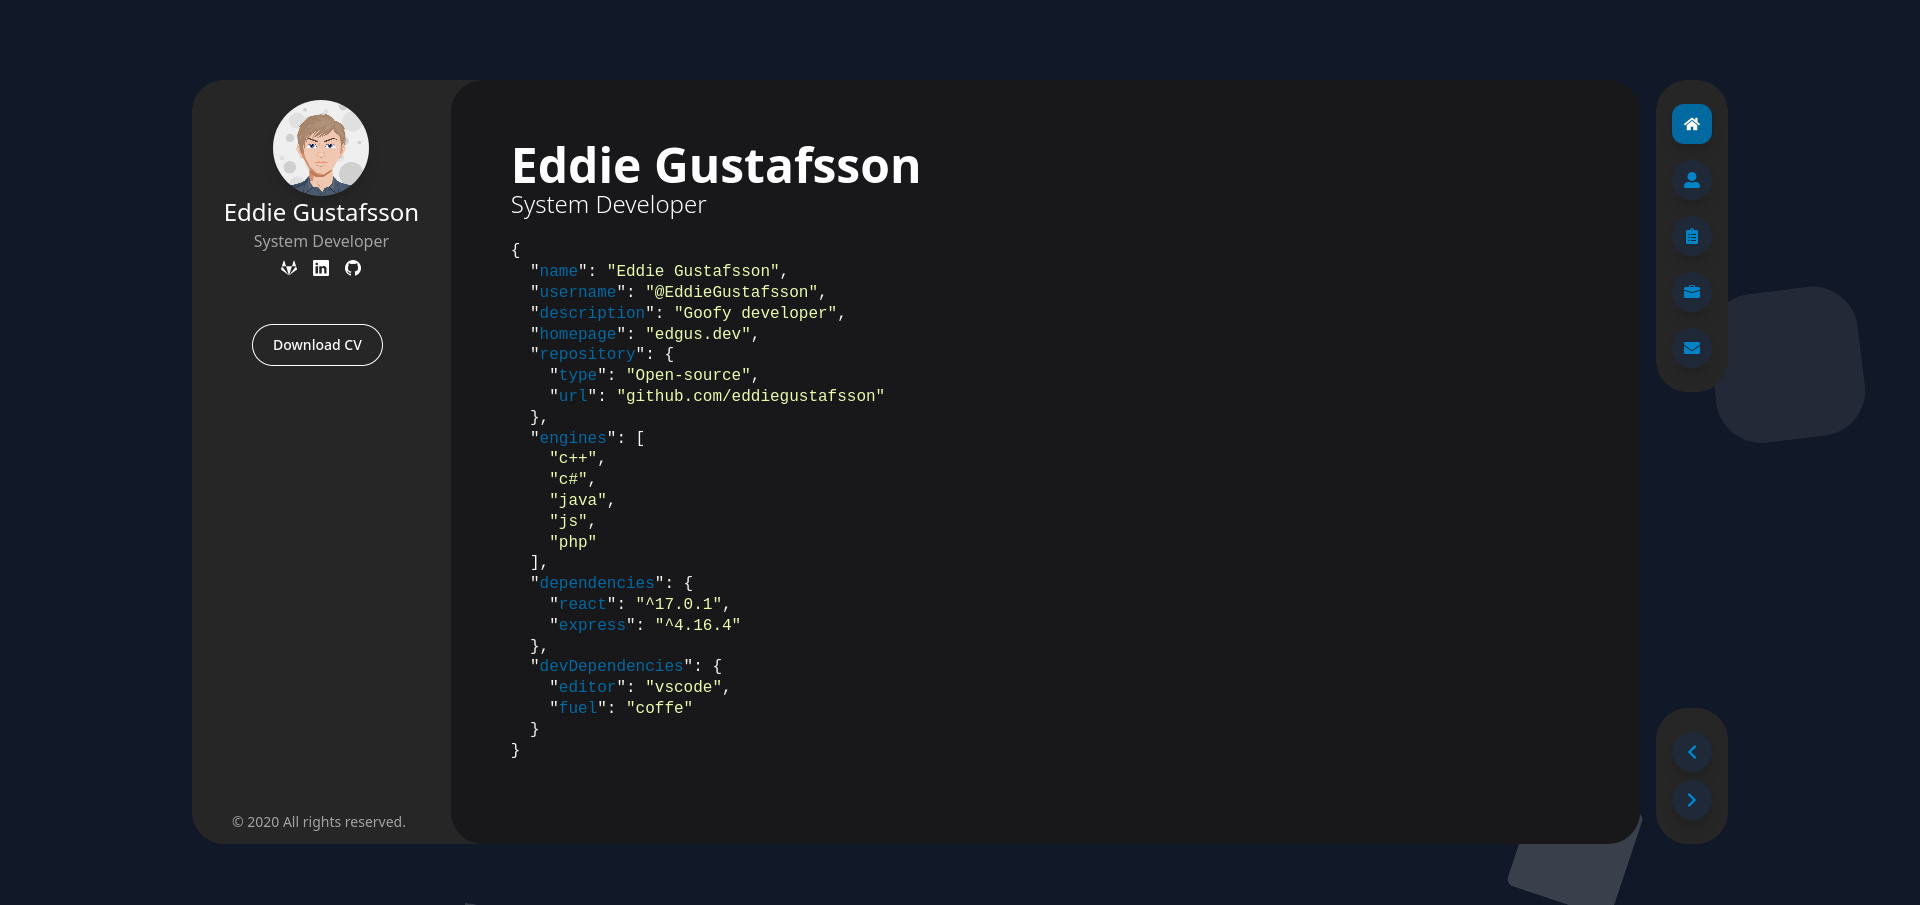 Eddie Gustafsson
System Developer
Download CV
© 2020 All rights reserved.
Eddie Gustafsson
System Developer
{
  "name": "Eddie Gustafsson",
  "username": "@EddieGustafsson",
  "description": "Goofy developer",
  "homepage": "edgus.dev",
  "repository": {
    "type": "Open-source",
    "url": "github.com/eddiegustafsson"
  },
  "engines": [
    "c++",
    "c#",
    "java",
    "js",
    "php"
  ],
  "dependencies": {
    "react": "^17.0.1",
    "express": "^4.16.4"
  },
  "devDependencies": {
    "editor": "vscode",
    "fuel": "coffe"
  }
}